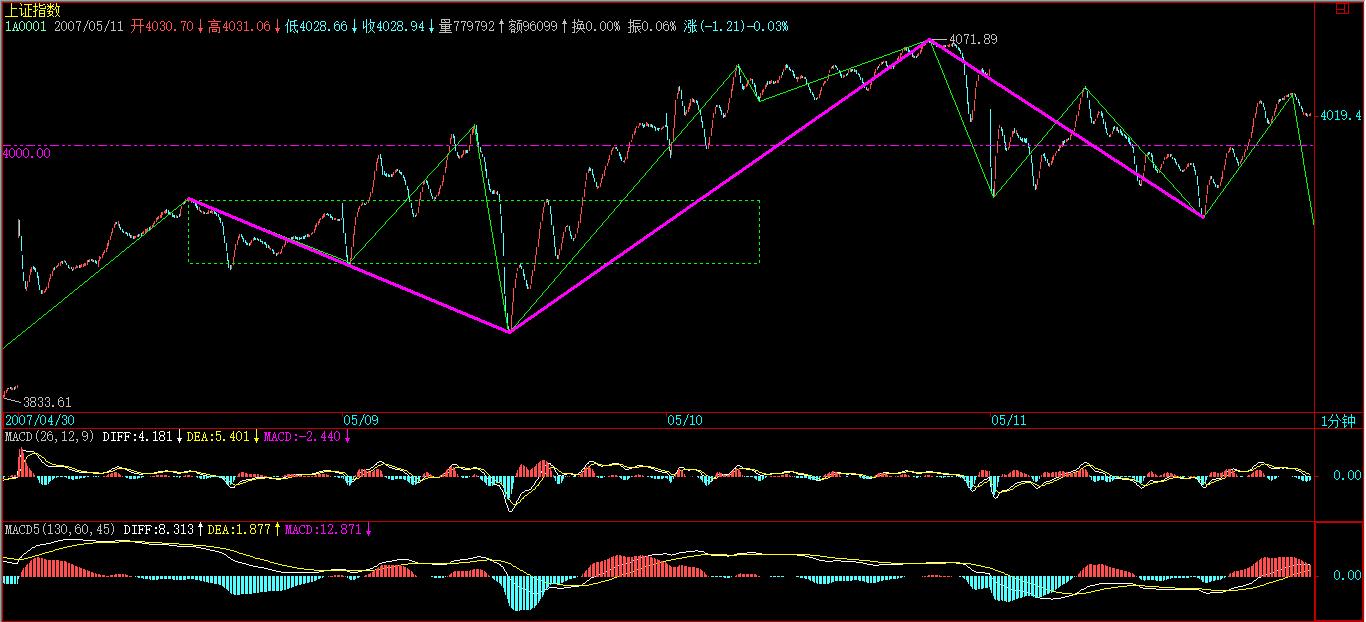 上证指数
1A0001 2007/05/11 开4030.70↓高4031.06↓低4028.66↓收4028.94↓量779792↑额96099↑换0.00% 振0.06% 涨(-1.21)-0.03%
4071.89
4019.4
4000.00
3833.61
2007/04/30 05/09 05/10 05/11 1分钟
MACD(26,12,9) DIFF:4.181↓DEA:5.401↓MACD:-2.440↓
0.00
MACD5(130,60,45) DIFF:8.313↑DEA:1.877↑MACD:12.871↓
0.00